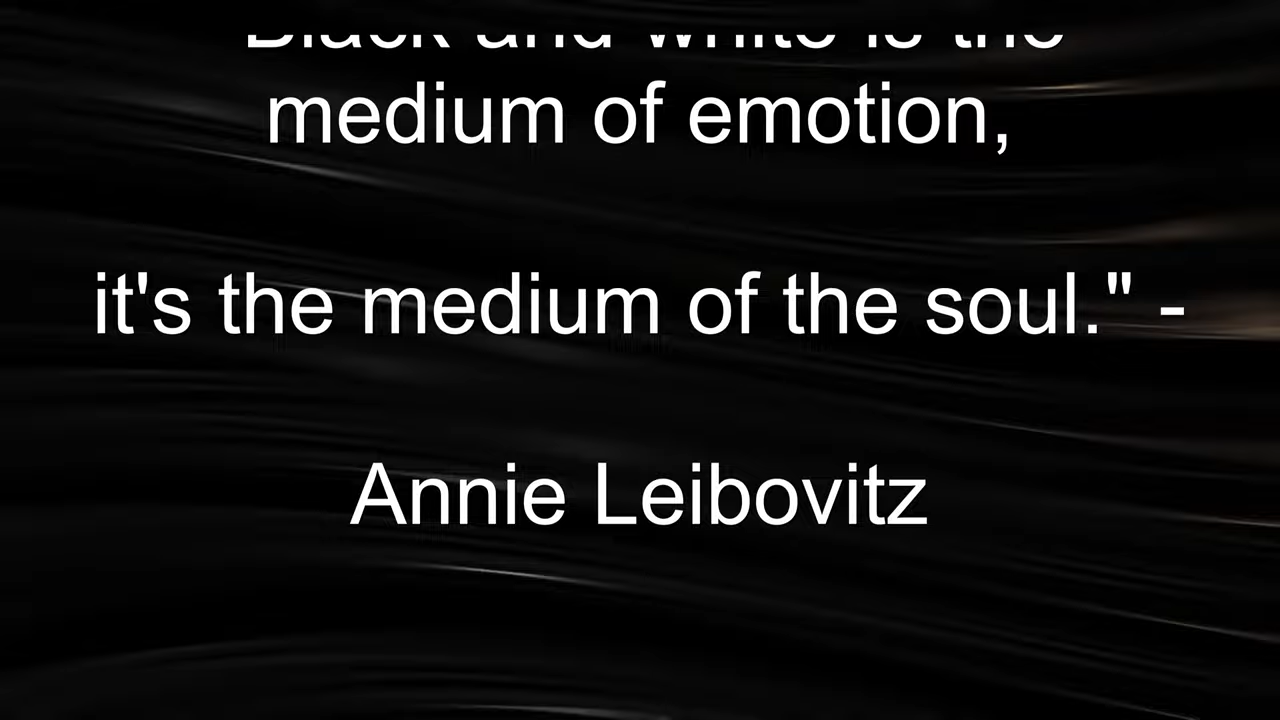 Black and white is the
medium of emotion,
it's the medium of the soul." -
Annie Leibovitz